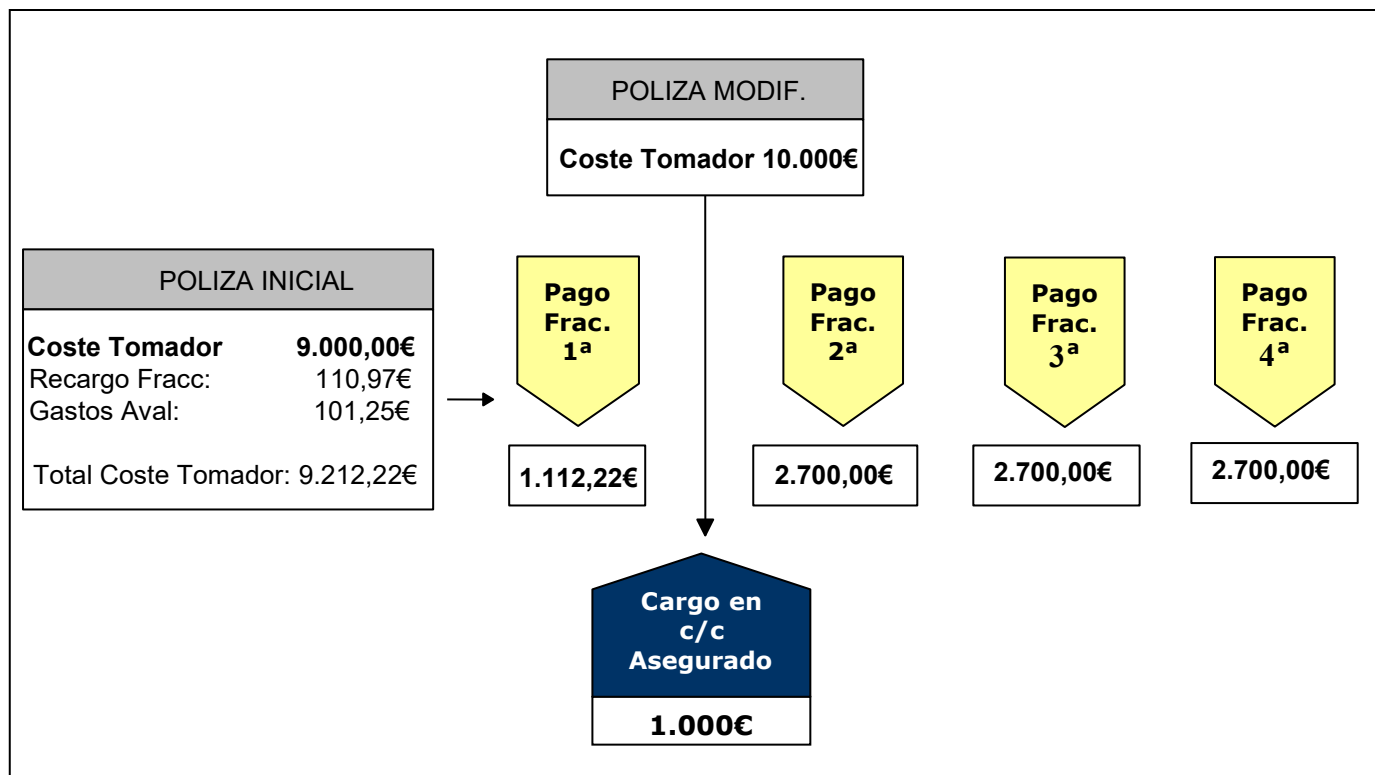 POLIZA MODIF.
Coste Tomador 10.000€
POLIZA INICIAL
Coste Tomador 9.000,00€
Recargo Fracc: 110,97€
Gastos Aval: 101,25€
Total Coste Tomador: 9.212,22€
Pago
Frac.
1ª
1.112,22€
Pago
Frac.
2ª
2.700,00€
Pago
Frac.
3ª
2.700,00€
Pago
Frac.
4ª
2.700,00€
Cargo en
c/c
Asegurado
1.000€